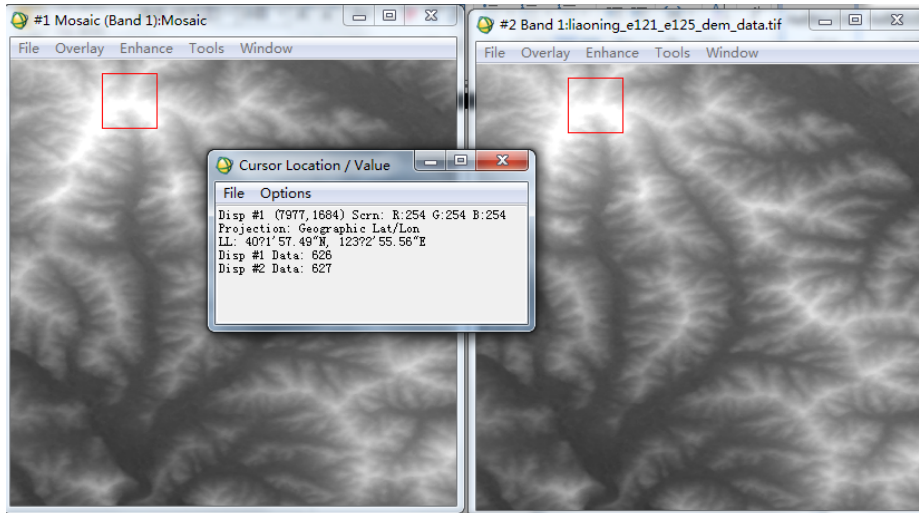 #1 Mosaic (Band 1):Mosaic
File Overlay Enhance Tools Window
#2 Band 1:liaoning_e121_e125_dem_data.tif
File Overlay Enhance Tools Window
Cursor Location / Value
File Options
Disp #1 (7977,1684) Scrn: R:254 G:254 B:254
Projection: Geographic Lat/Lon
LL: 40?1'57.49"N, 123?2'55.56"E
Disp #1 Data: 626
Disp #2 Data: 627